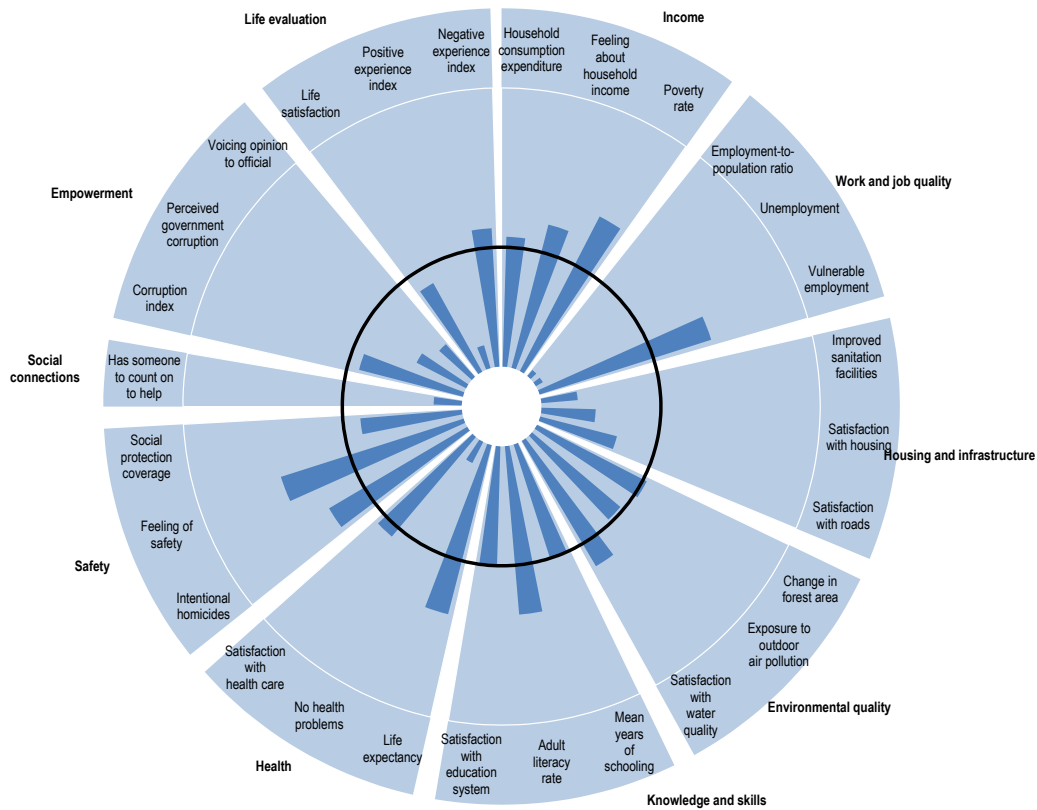 Life evaluation
Life
satisfaction
Positive
experience
index
Negative
experience
index
Income
Household
consumption
expenditure
Feeling
about
household
income
Poverty
rate
Work and job quality
Employment-to-
population ratio
Unemployment
Vulnerable
employment
Housing and infrastructure
Improved
sanitation
facilities
Satisfaction
with housing
Satisfaction
with roads
Environmental quality
Change in
forest area
Exposure to
outdoor
air pollution
Satisfaction
with
water
quality
Knowledge and skills
Mean
years
of
schooling
Adult
literacy
rate
Satisfaction
with
education
system
Health
Life
expectancy
No health
problems
Satisfaction
with
health care
Safety
Intentional
homicides
Feeling of
safety
Social
protection
coverage
Social
connections
Has someone
to count on
to help
Empowerment
Corruption
index
Perceived
government
corruption
Voicing opinion
to official